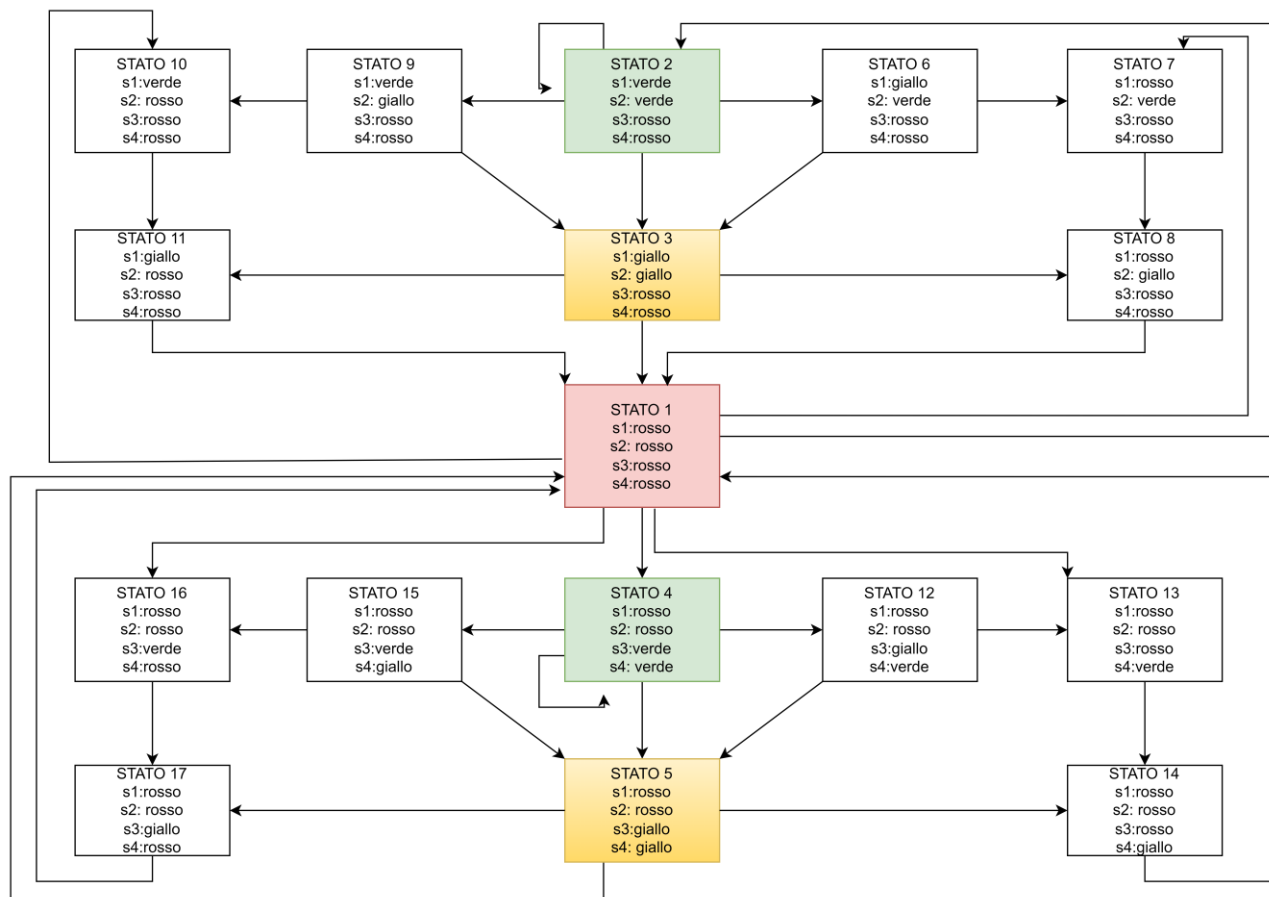 STATO 10
s1:verde
s2: rosso
s3:rosso
s4:rosso
STATO 9
s1:verde
s2: giallo
s3:rosso
s4:rosso
STATO 2
s1:verde
s2: verde
s3:rosso
s4:rosso
STATO 6
s1:giallo
s2: verde
s3:rosso
s4:rosso
STATO 7
s1:rosso
s2: verde
s3:rosso
s4:rosso
STATO 11
s1:giallo
s2: rosso
s3:rosso
s4:rosso
STATO 3
s1:giallo
s2: giallo
s3:rosso
s4:rosso
STATO 8
s1:rosso
s2: giallo
s3:rosso
s4:rosso
STATO 1
s1:rosso
s2: rosso
s3:rosso
s4:rosso
STATO 16
s1:rosso
s2: rosso
s3:verde
s4:rosso
STATO 15
s1:rosso
s2: rosso
s3:verde
s4:giallo
STATO 4
s1:rosso
s2: rosso
s3:verde
s4: verde
STATO 12
s1:rosso
s2: rosso
s3:giallo
s4:verde
STATO 13
s1:rosso
s2: rosso
s3:rosso
s4:verde
STATO 17
s1:rosso
s2: rosso
s3:giallo
s4:rosso
STATO 5
s1:rosso
s2: rosso
s3:giallo
s4: giallo
STATO 14
s1:rosso
s2: rosso
s3:rosso
s4:giallo